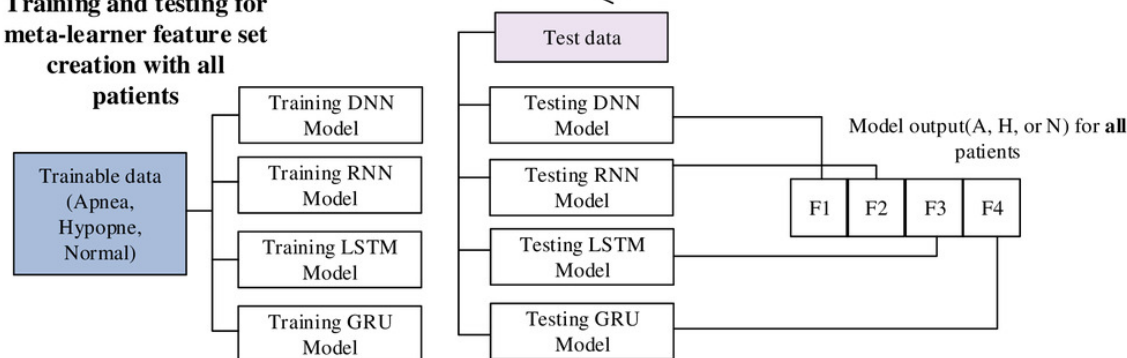 Training and testing for
meta-learner feature set
creation with all
patients
Trainable data
(Apnea,
Hypopne,
Normal)
Training DNN
Model
Training RNN
Model
Training LSTM
Model
Training GRU
Model
Test data
Testing DNN
Model
Testing RNN
Model
Testing LSTM
Model
Testing GRU
Model
Model output(A, H, or N) for all
patients
F1 F2 F3 F4